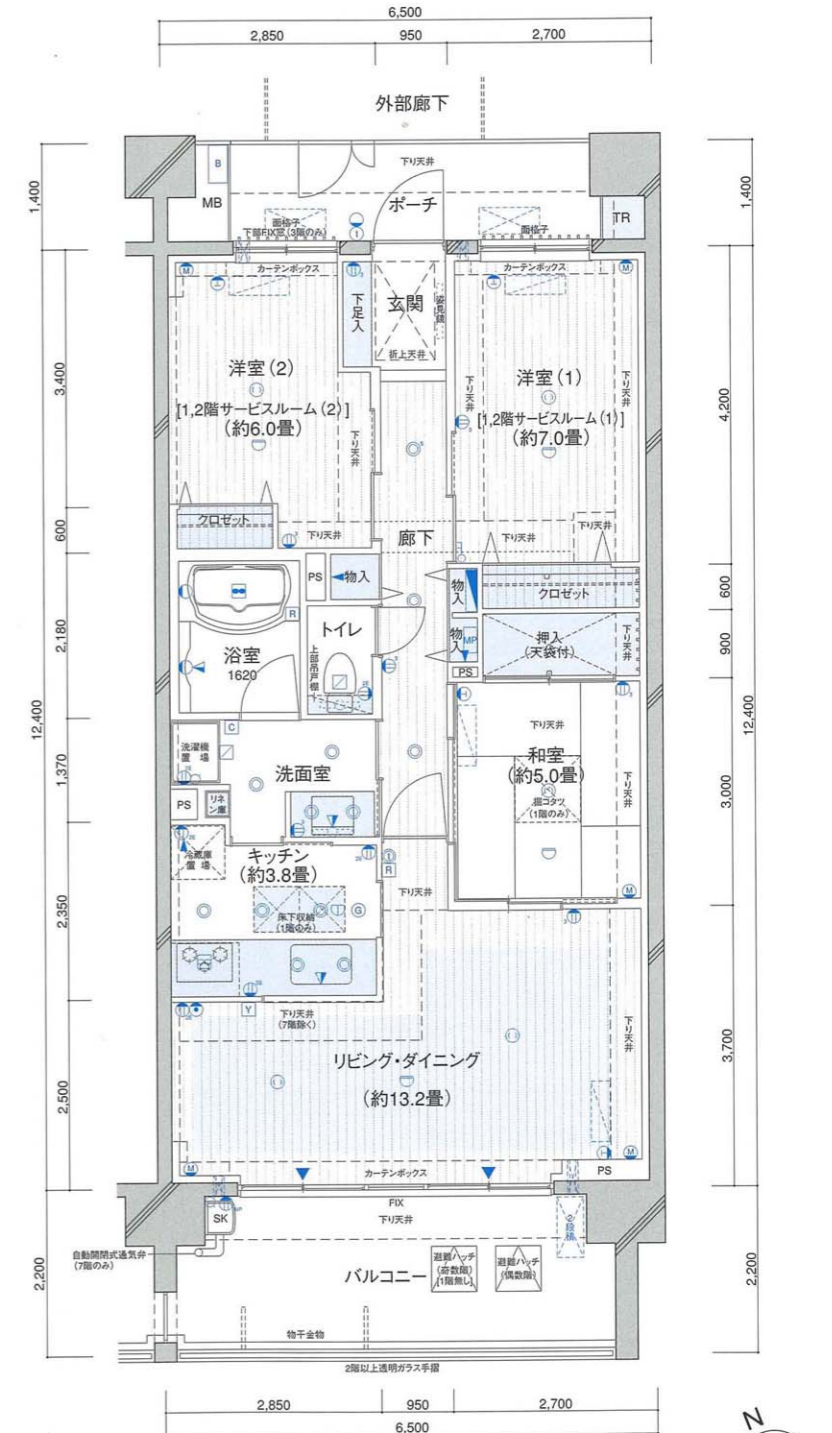 6,500
2,850 950 2,700
外部廊下
1,400
1,400
B
MB
下り天井
ポーチ
TR
面格子
下部FIX窓(3階のみ)
面格子
カーテンボックス
下足入
玄関
姿見鏡
折上天井
カーテンボックス
3,400
4,200
洋室(2)
[1,2階サービスルーム(2)]
(約6.0畳)
下り天井
洋室(1)
[1,2階サービスルーム(1)]
(約7.0畳)
下り天井
下り天井
クロゼット
下り天井
廊下
下り天井
下り天井
600
600
PS
物入
物入
クロゼット
2,180
900
R
浴室
1620
トイレ
上部吊戸棚
物入
MP
PS
押入
(天袋付)
下り天井
12,400
12,400
洗濯機
置場
C
洗面室
1,370
下り天井
和室
(約5.0畳)
掘コタツ
(1階のみ)
下り天井
3,000
PS
リネン庫
冷蔵庫
置場
キッチン
(約3.8畳)
床下収納
(1階のみ)
G
R
下り天井
2,350
Y
下り天井
(7階除く)
リビング・ダイニング
(約13.2畳)
下り天井
3,700
2,500
カーテンボックス
PS
FIX
下り天井
SK
自動開閉式通気弁
(7階のみ)
バルコニー
避難ハッチ
(奇数階)
[1階無し]
避難ハッチ
(偶数階)
2段積
2,200
2,200
物干金物
2階以上透明ガラス手摺
2,850 950 2,700
6,500
N